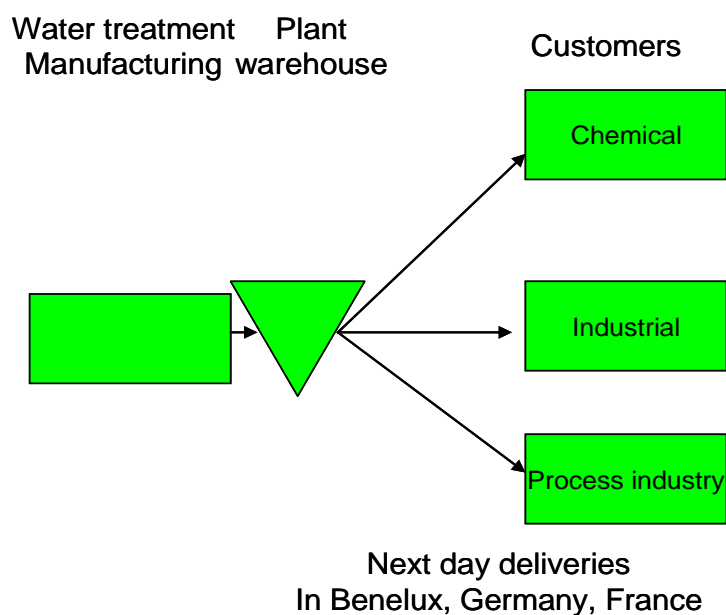 Water treatment
Manufacturing
Plant
warehouse
Customers
Chemical
Industrial
Process industry
Next day deliveries
In Benelux, Germany, France